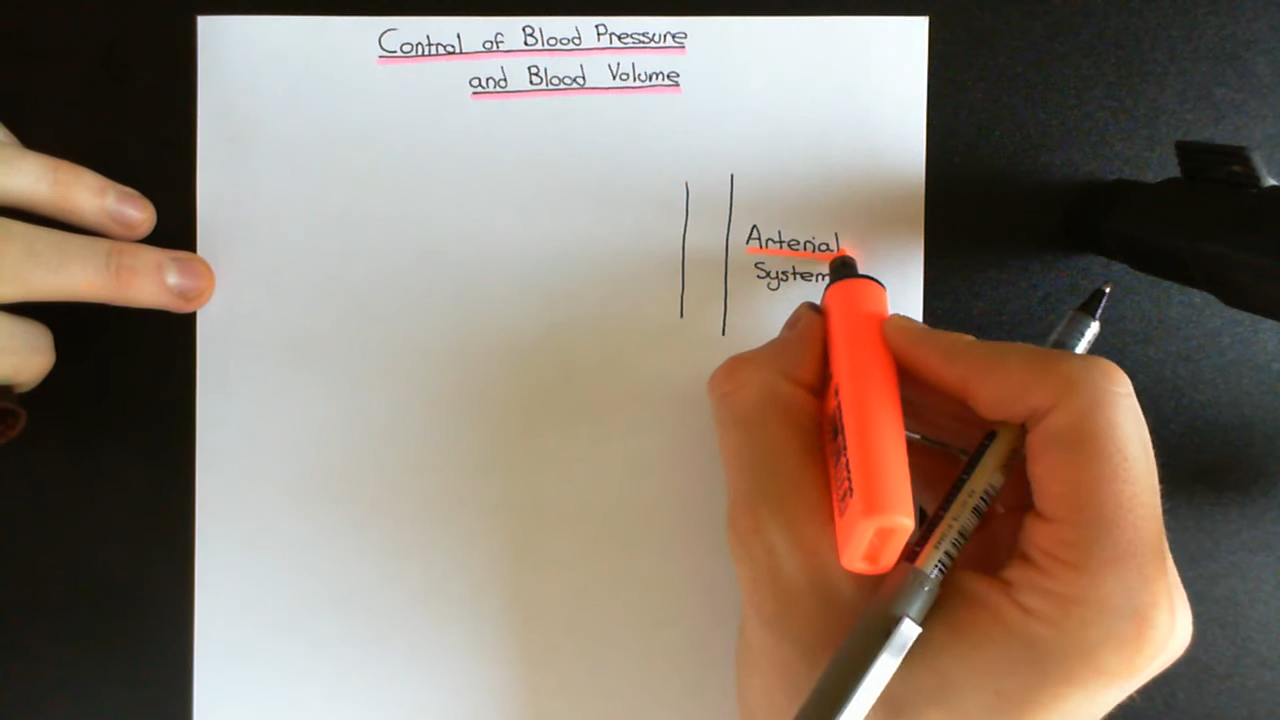 Control of Blood Pressure
and Blood Volume
Arterial
System